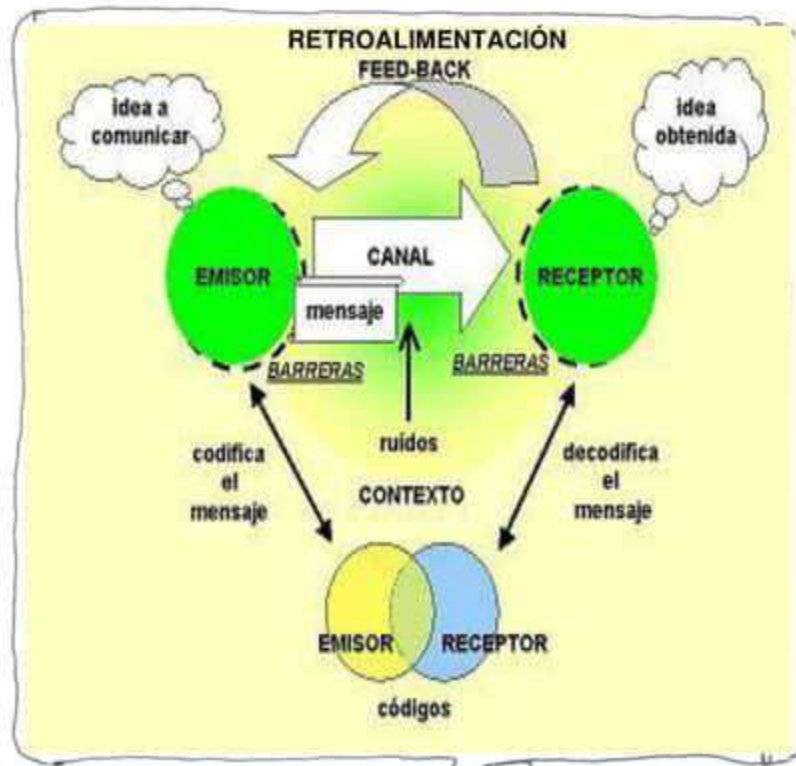 RETROALIMENTACIÓN
FEED-BACK
idea a
comunicar
idea
obtenida
EMISOR
CANAL
RECEPTOR
mensaje
BARRERAS
BARRERAS
codifica
el
mensaje
ruidos
CONTEXTO
decodifica
el
mensaje
EMISOR
RECEPTOR
códigos